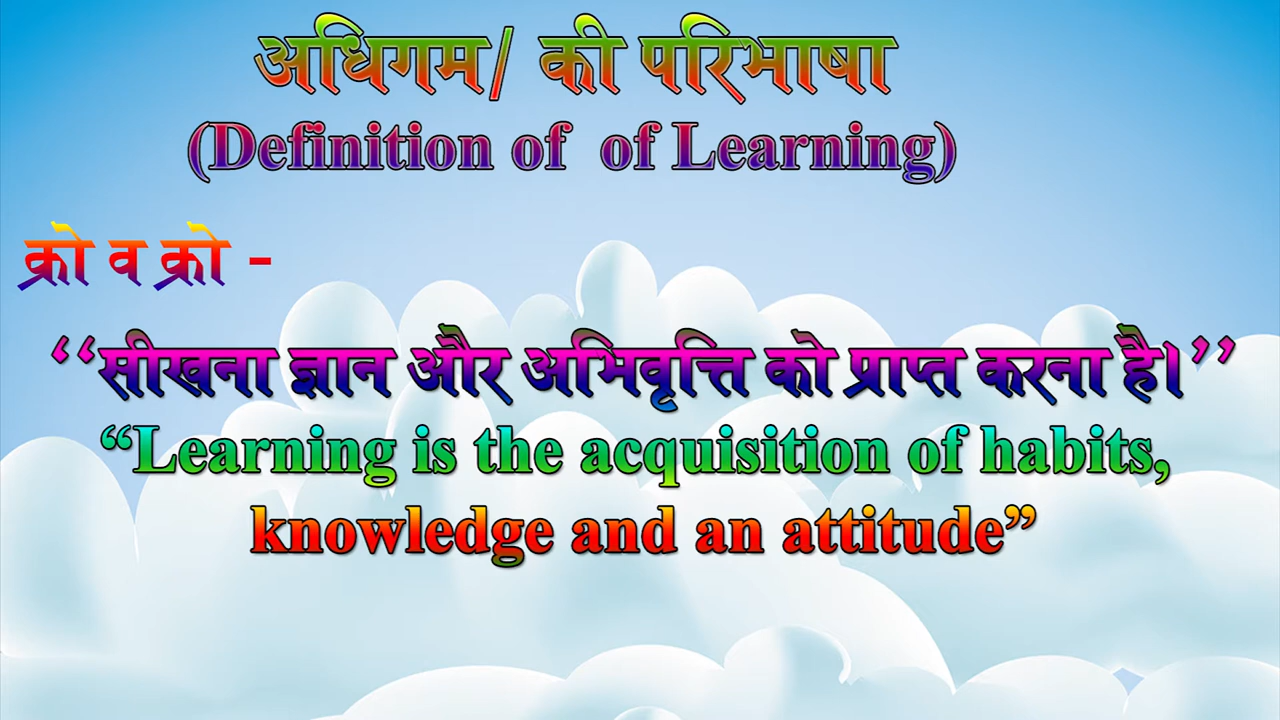 अधिगम/ की परिभाषा
(Definition of of Learning)
क्रो व क्रो -
‘‘सीखना ज्ञान और अभिवृत्ति को प्राप्त करना है।’’
“Learning is the acquisition of habits,
knowledge and an attitude”